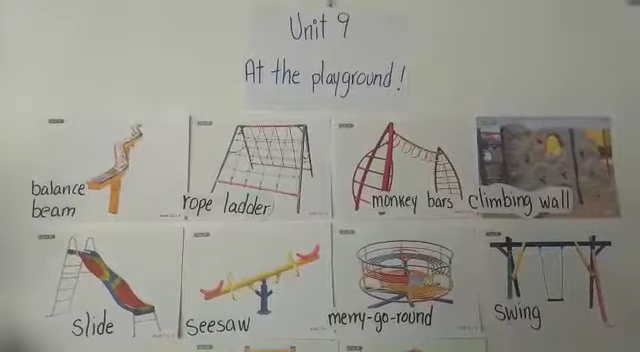 Unit 9
At the playground!
balance
beam
rope ladder
monkey bars
climbing wall
slide
seesaw
merry-go-round
swing